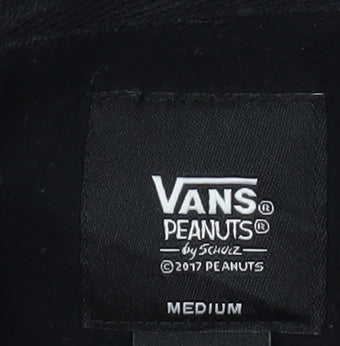 VANS®
PEANUTS®
by SCHULZ
©2017 PEANUTS
MEDIUM